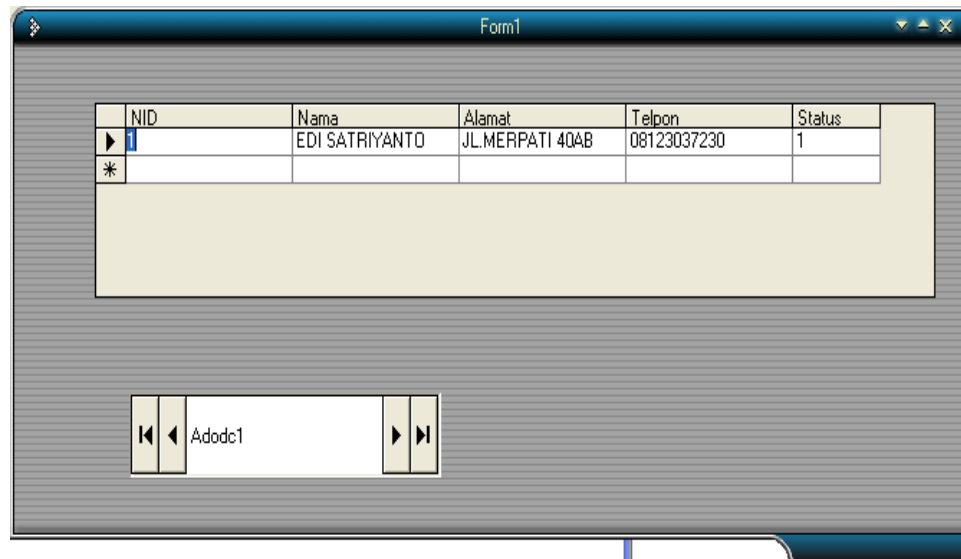 Form1
NID Nama Alamat Telpon Status
1 EDI SATRIYANTO JL.MERPATI 40AB 08123037230 1
Adodc1